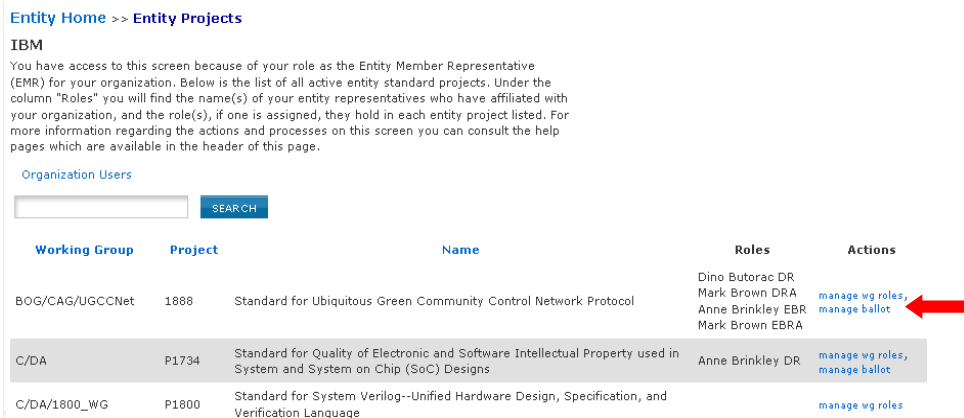 Entity Home >> Entity Projects
IBM
You have access to this screen because of your role as the Entity Member Representative
(EMR) for your organization. Below is the list of all active entity standard projects. Under the
column "Roles" you will find the name(s) of your entity representatives who have affiliated with
your organization, and the role(s), if one is assigned, they hold in each entity project listed. For
more information regarding the actions and processes on this screen you can consult the help
pages which are available in the header of this page.
Organization Users
SEARCH
Working Group Project Name Roles Actions
BOG/CAG/UGCCNet 1888 Standard for Ubiquitous Green Community Control Network Protocol
Dino Butorac DR
Mark Brown DRA
Anne Brinkley EBR
Mark Brown EBRA
manage wg roles,
manage ballot
C/DA P1734
Standard for Quality of Electronic and Software Intellectual Property used in
System and System on Chip (SoC) Designs
Anne Brinkley DR
manage wg roles,
manage ballot
C/DA/1800_WG P1800
Standard for System Verilog--Unified Hardware Design, Specification, and
Verification Language
manage wg roles